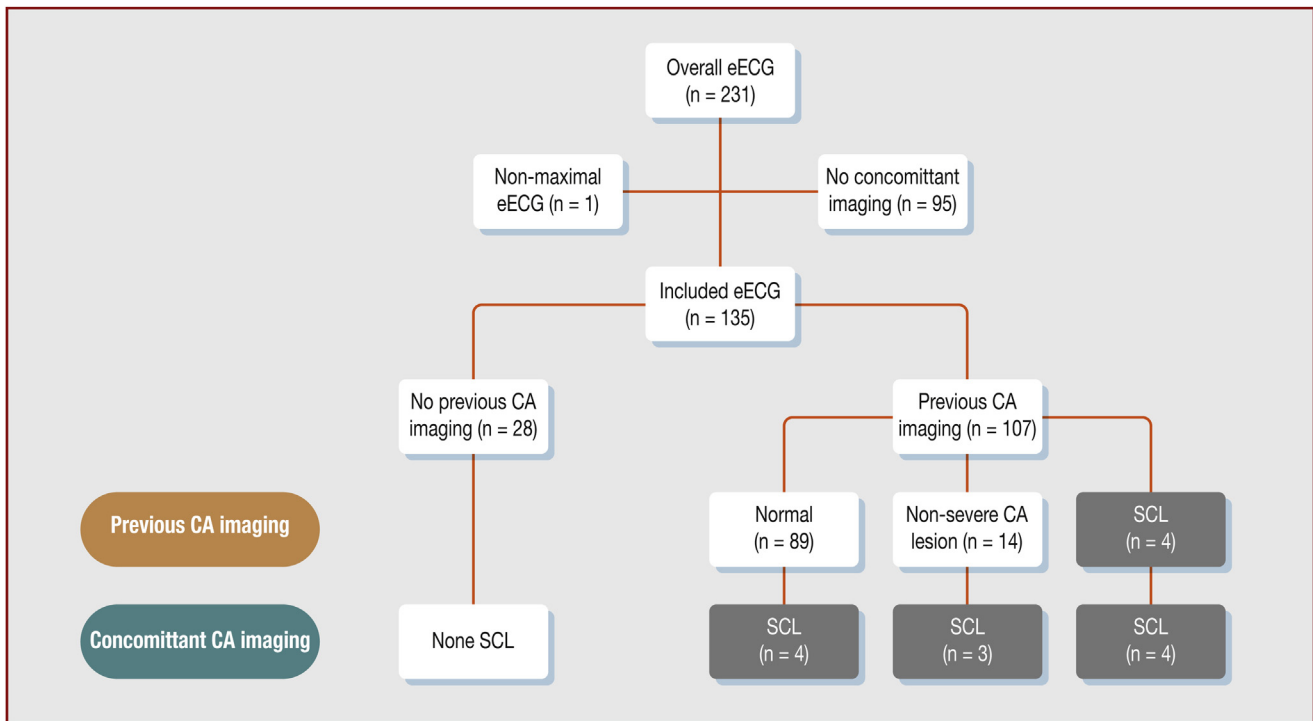 Overall eECG
(n = 231)
Non-maximal
eECG (n = 1)
No concomittant
imaging (n = 95)
Included eECG
(n = 135)
No previous CA
imaging (n = 28)
Previous CA
imaging (n = 107)
Previous CA imaging
Normal
(n = 89)
Non-severe CA
lesion (n = 14)
SCL
(n = 4)
Concomittant CA imaging
None SCL
SCL
(n = 4)
SCL
(n = 3)
SCL
(n = 4)